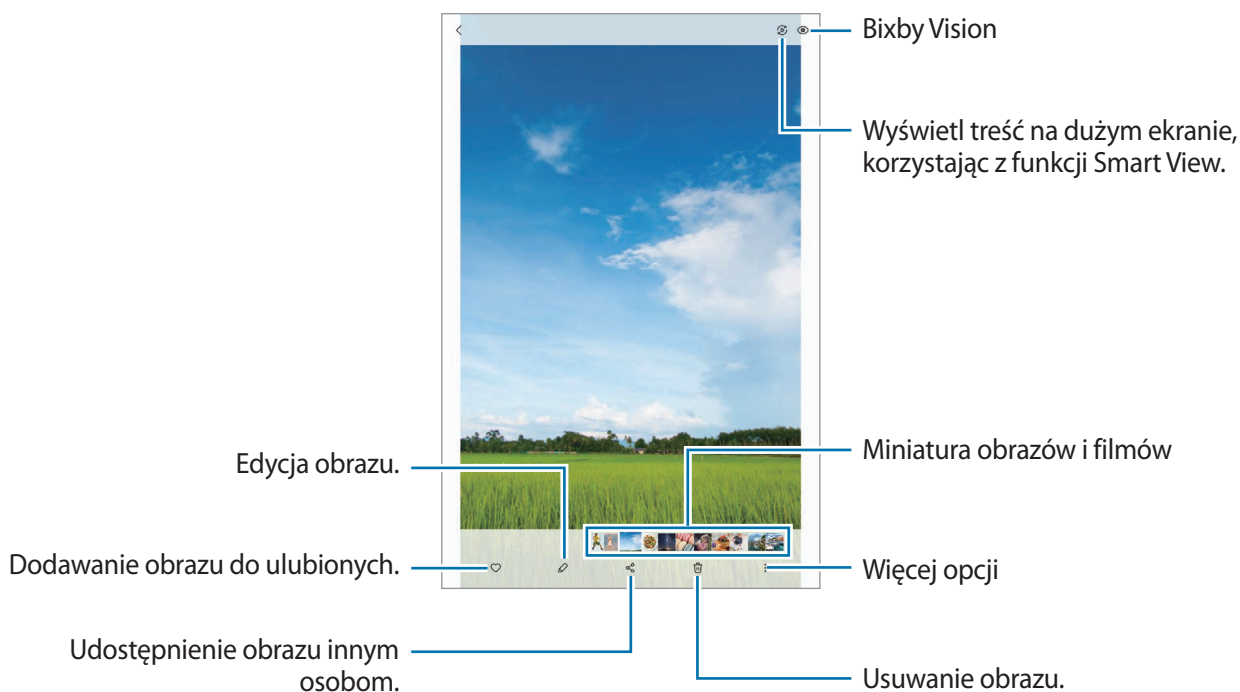 Bixby Vision
Wyświetl treść na dużym ekranie,
korzystając z funkcji Smart View.
Edycja obrazu.
Miniatura obrazów i filmów
Dodawanie obrazu do ulubionych.
Więcej opcji
Udostępnienie obrazu innym
osobom.
Usuwanie obrazu.